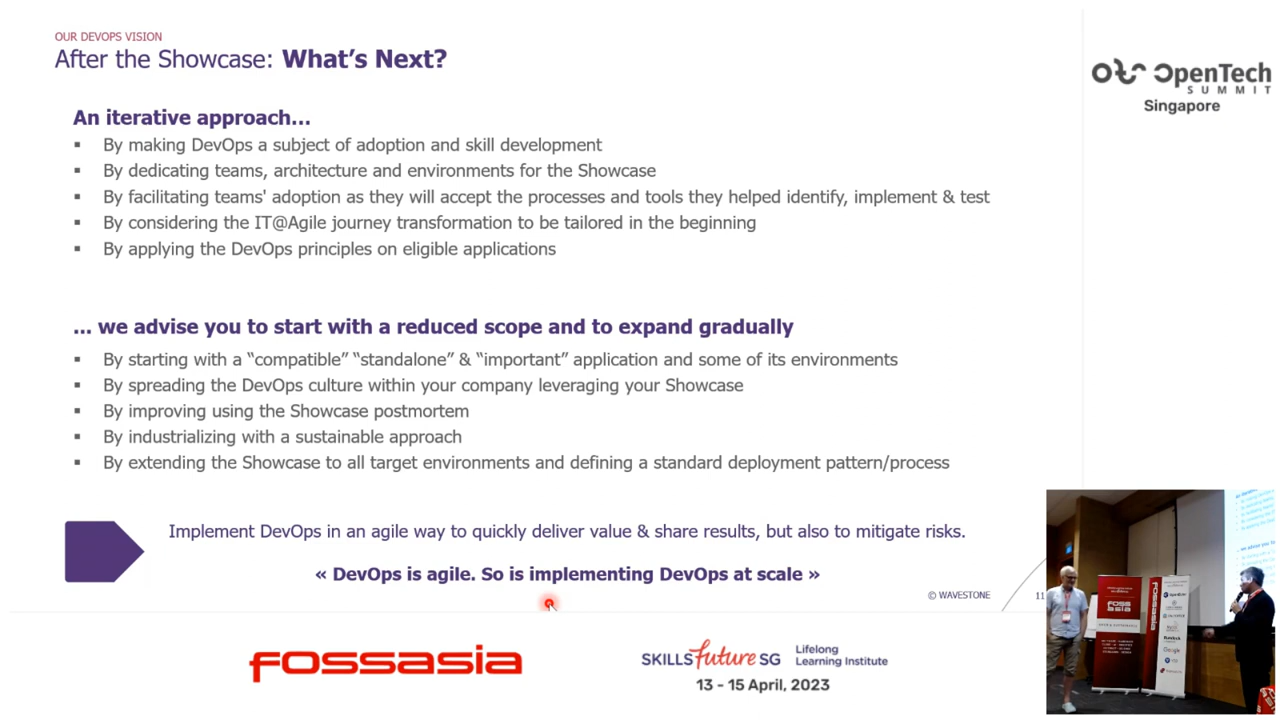 OUR DEVOPS VISION
After the Showcase: What's Next?
An iterative approach...
▪ By making DevOps a subject of adoption and skill development
▪ By dedicating teams, architecture and environments for the Showcase
▪ By facilitating teams' adoption as they will accept the processes and tools they helped identify, implement & test
▪ By considering the IT@Agile journey transformation to be tailored in the beginning
▪ By applying the DevOps principles on eligible applications
... we advise you to start with a reduced scope and to expand gradually
▪ By starting with a “compatible” “standalone” & “important” application and some of its environments
▪ By spreading the DevOps culture within your company leveraging your Showcase
▪ By improving using the Showcase postmortem
▪ By industrializing with a sustainable approach
▪ By extending the Showcase to all target environments and defining a standard deployment pattern/process
Implement DevOps in an agile way to quickly deliver value & share results, but also to mitigate risks.
« DevOps is agile. So is implementing DevOps at scale »
© WAVESTONE 11
OpenTech
SUMMIT
Singapore
FOSSASIA
SKILLS future SG
Lifelong
Learning Institute
13 - 15 April, 2023
FOSS
ASIA
FOSSASIA
Google